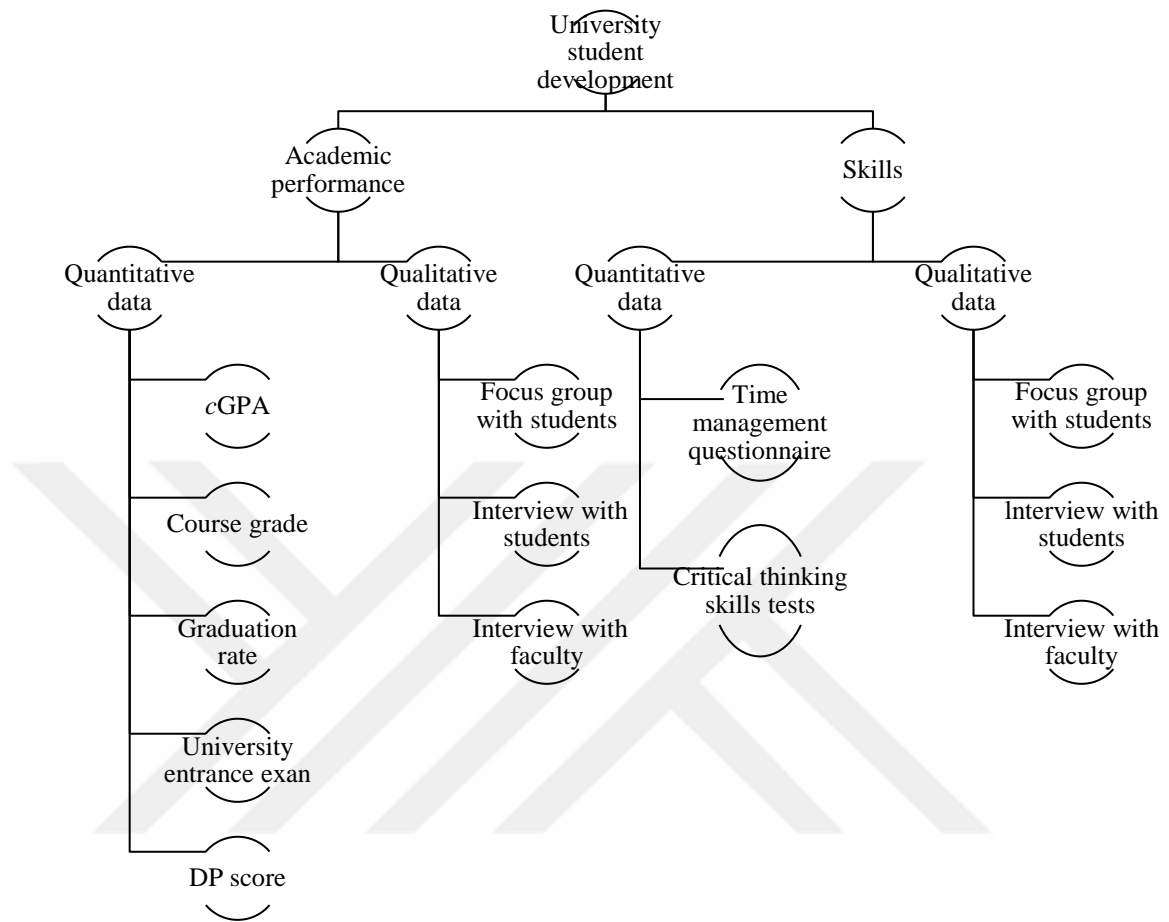 University
student
development
Academic
performance
Skills
Quantitative
data
Qualitative
data
Quantitative
data
Qualitative
data
cGPA
Course grade
Graduation
rate
University
entrance exan
DP score
Focus group
with students
Interview with
students
Interview with
faculty
Time
management
questionnaire
Critical thinking
skills tests
Focus group
with students
Interview with
students
Interview with
faculty